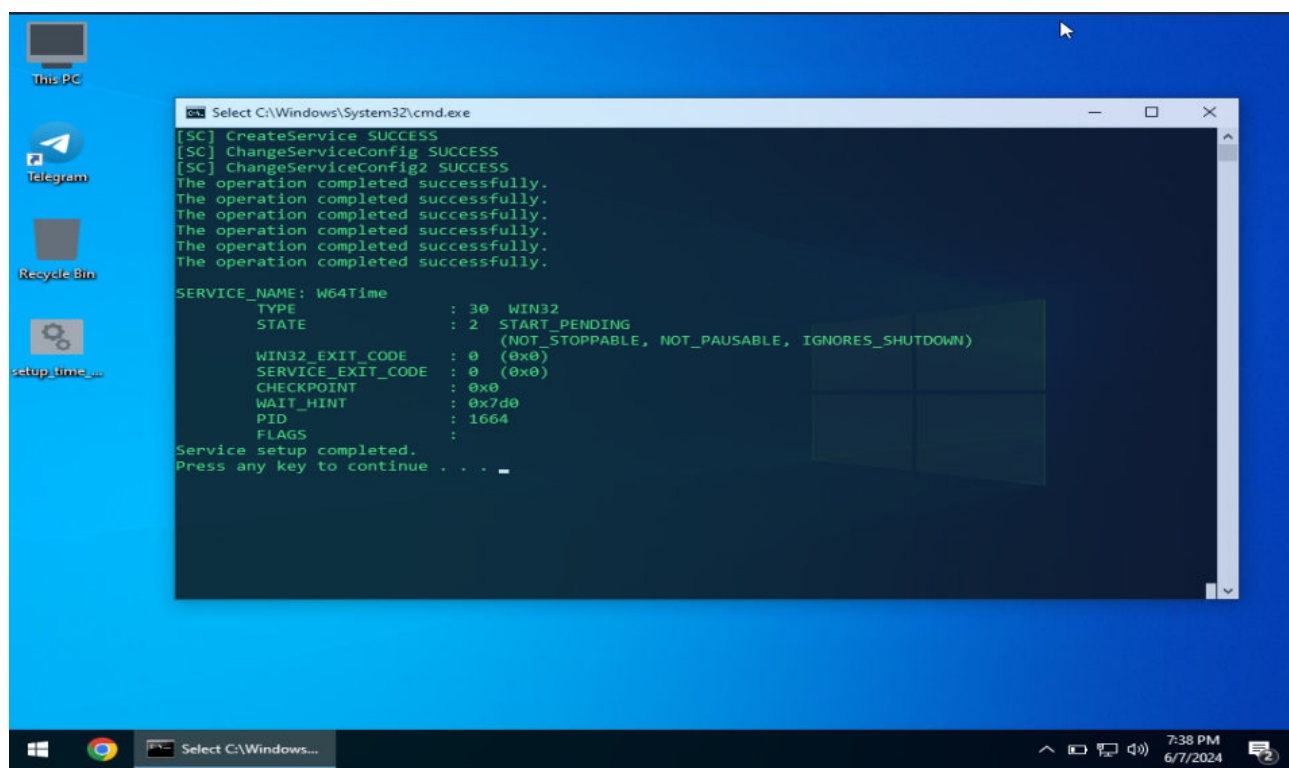 This PC
Telegram
Recycle Bin
setup_time_...
Select C:\Windows\System32\cmd.exe
[SC] CreateService SUCCESS
[SC] ChangeServiceConfig SUCCESS
[SC] ChangeServiceConfig2 SUCCESS
The operation completed successfully.
The operation completed successfully.
The operation completed successfully.
The operation completed successfully.
The operation completed successfully.
The operation completed successfully.
SERVICE_NAME: W64Time
TYPE : 30 WIN32
STATE : 2 START_PENDING
(NOT_STOPPABLE, NOT_PAUSABLE, IGNORES_SHUTDOWN)
WIN32_EXIT_CODE : 0 (0x0)
SERVICE_EXIT_CODE : 0 (0x0)
CHECKPOINT : 0x0
WAIT_HINT : 0x7d0
PID : 1664
FLAGS :
Service setup completed.
Press any key to continue . . .
Select C:\Windows...
7:38 PM
6/7/2024
2